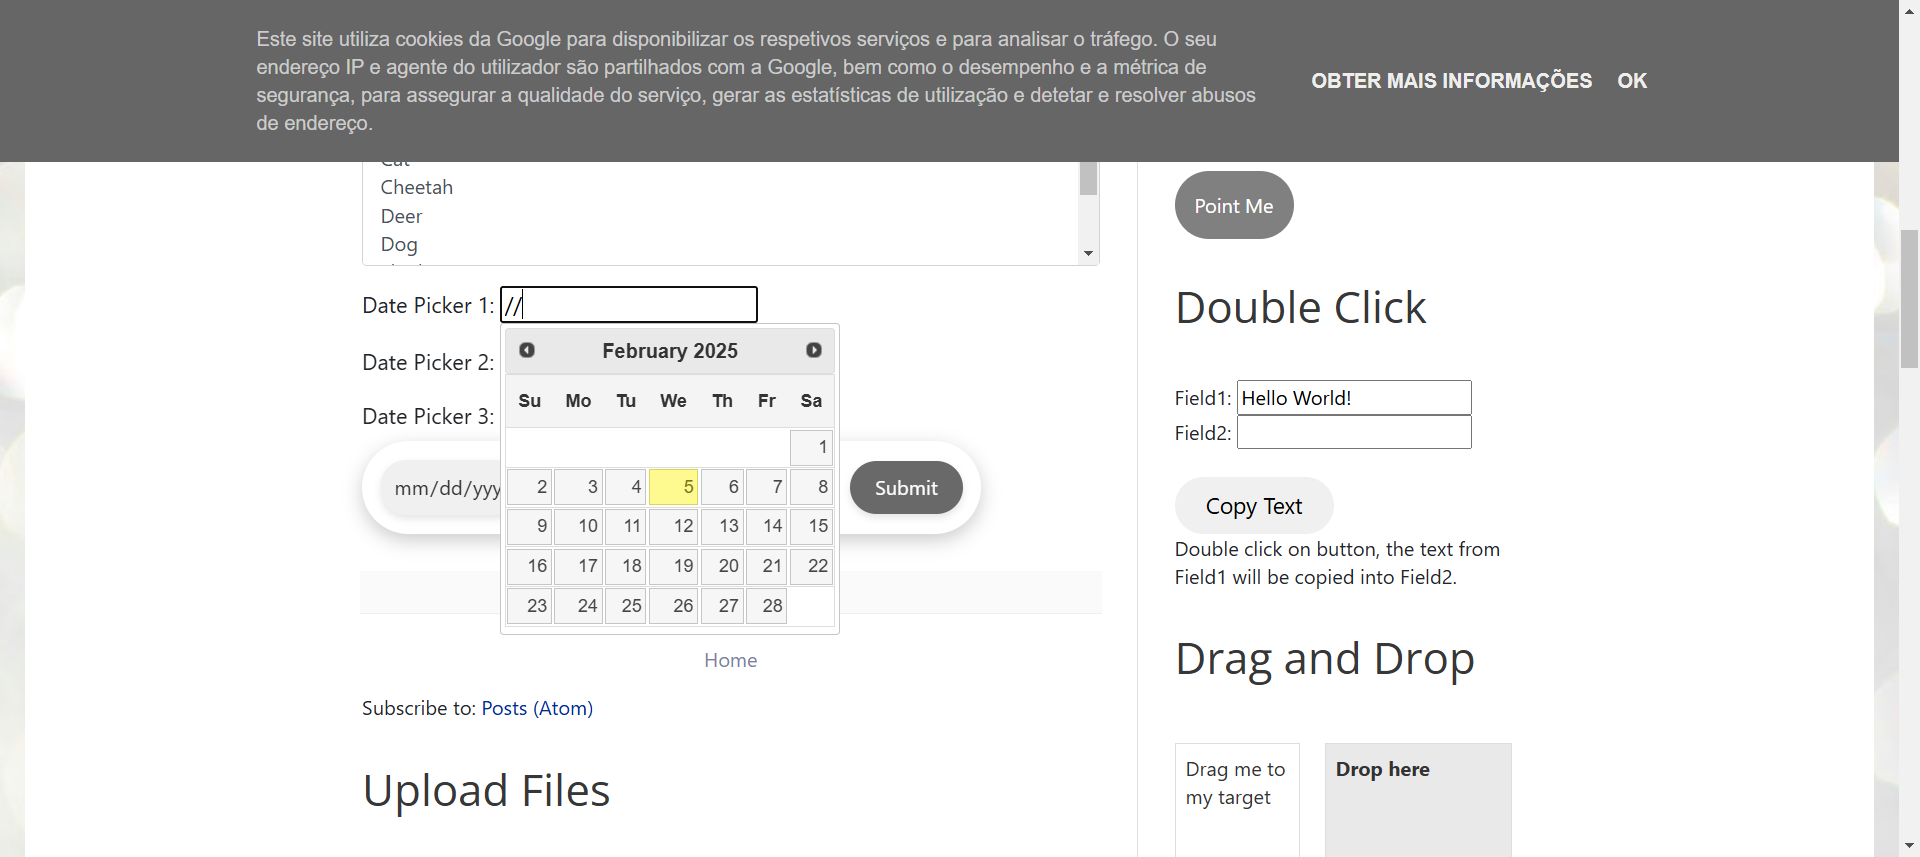 Este site utiliza cookies da Google para disponibilizar os respetivos serviços e para analisar o tráfego. O seu
endereço IP e agente do utilizador são partilhados com a Google, bem como o desempenho e a métrica de
segurança, para assegurar a qualidade do serviço, gerar as estatísticas de utilização e detetar e resolver abusos
de endereço.
OBTER MAIS INFORMAÇÕES OK
Cat
Cheetah
Deer
Dog
Date Picker 1: //
February 2025
Su Mo Tu We Th Fr Sa
1
2 3 4 5 6 7 8
9 10 11 12 13 14 15
16 17 18 19 20 21 22
23 24 25 26 27 28
Date Picker 2:
Date Picker 3:
mm/dd/yyy
Submit
Home
Subscribe to: Posts (Atom)
Upload Files
Point Me
Double Click
Field1: Hello World!
Field2:
Copy Text
Double click on button, the text from
Field1 will be copied into Field2.
Drag and Drop
Drag me to
my target
Drop here